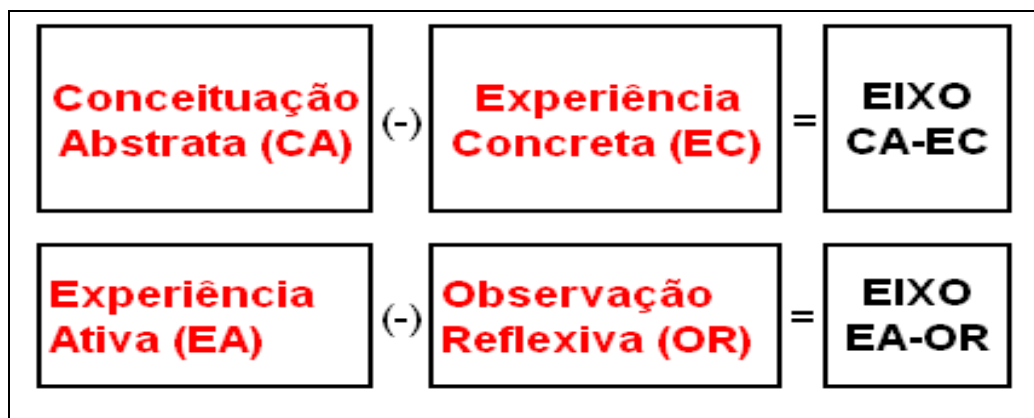 Conceituação Abstrata (CA) (-) Experiência Concreta (EC) = EIXO CA-EC
Experiência Ativa (EA) (-) Observação Reflexiva (OR) = EIXO EA-OR